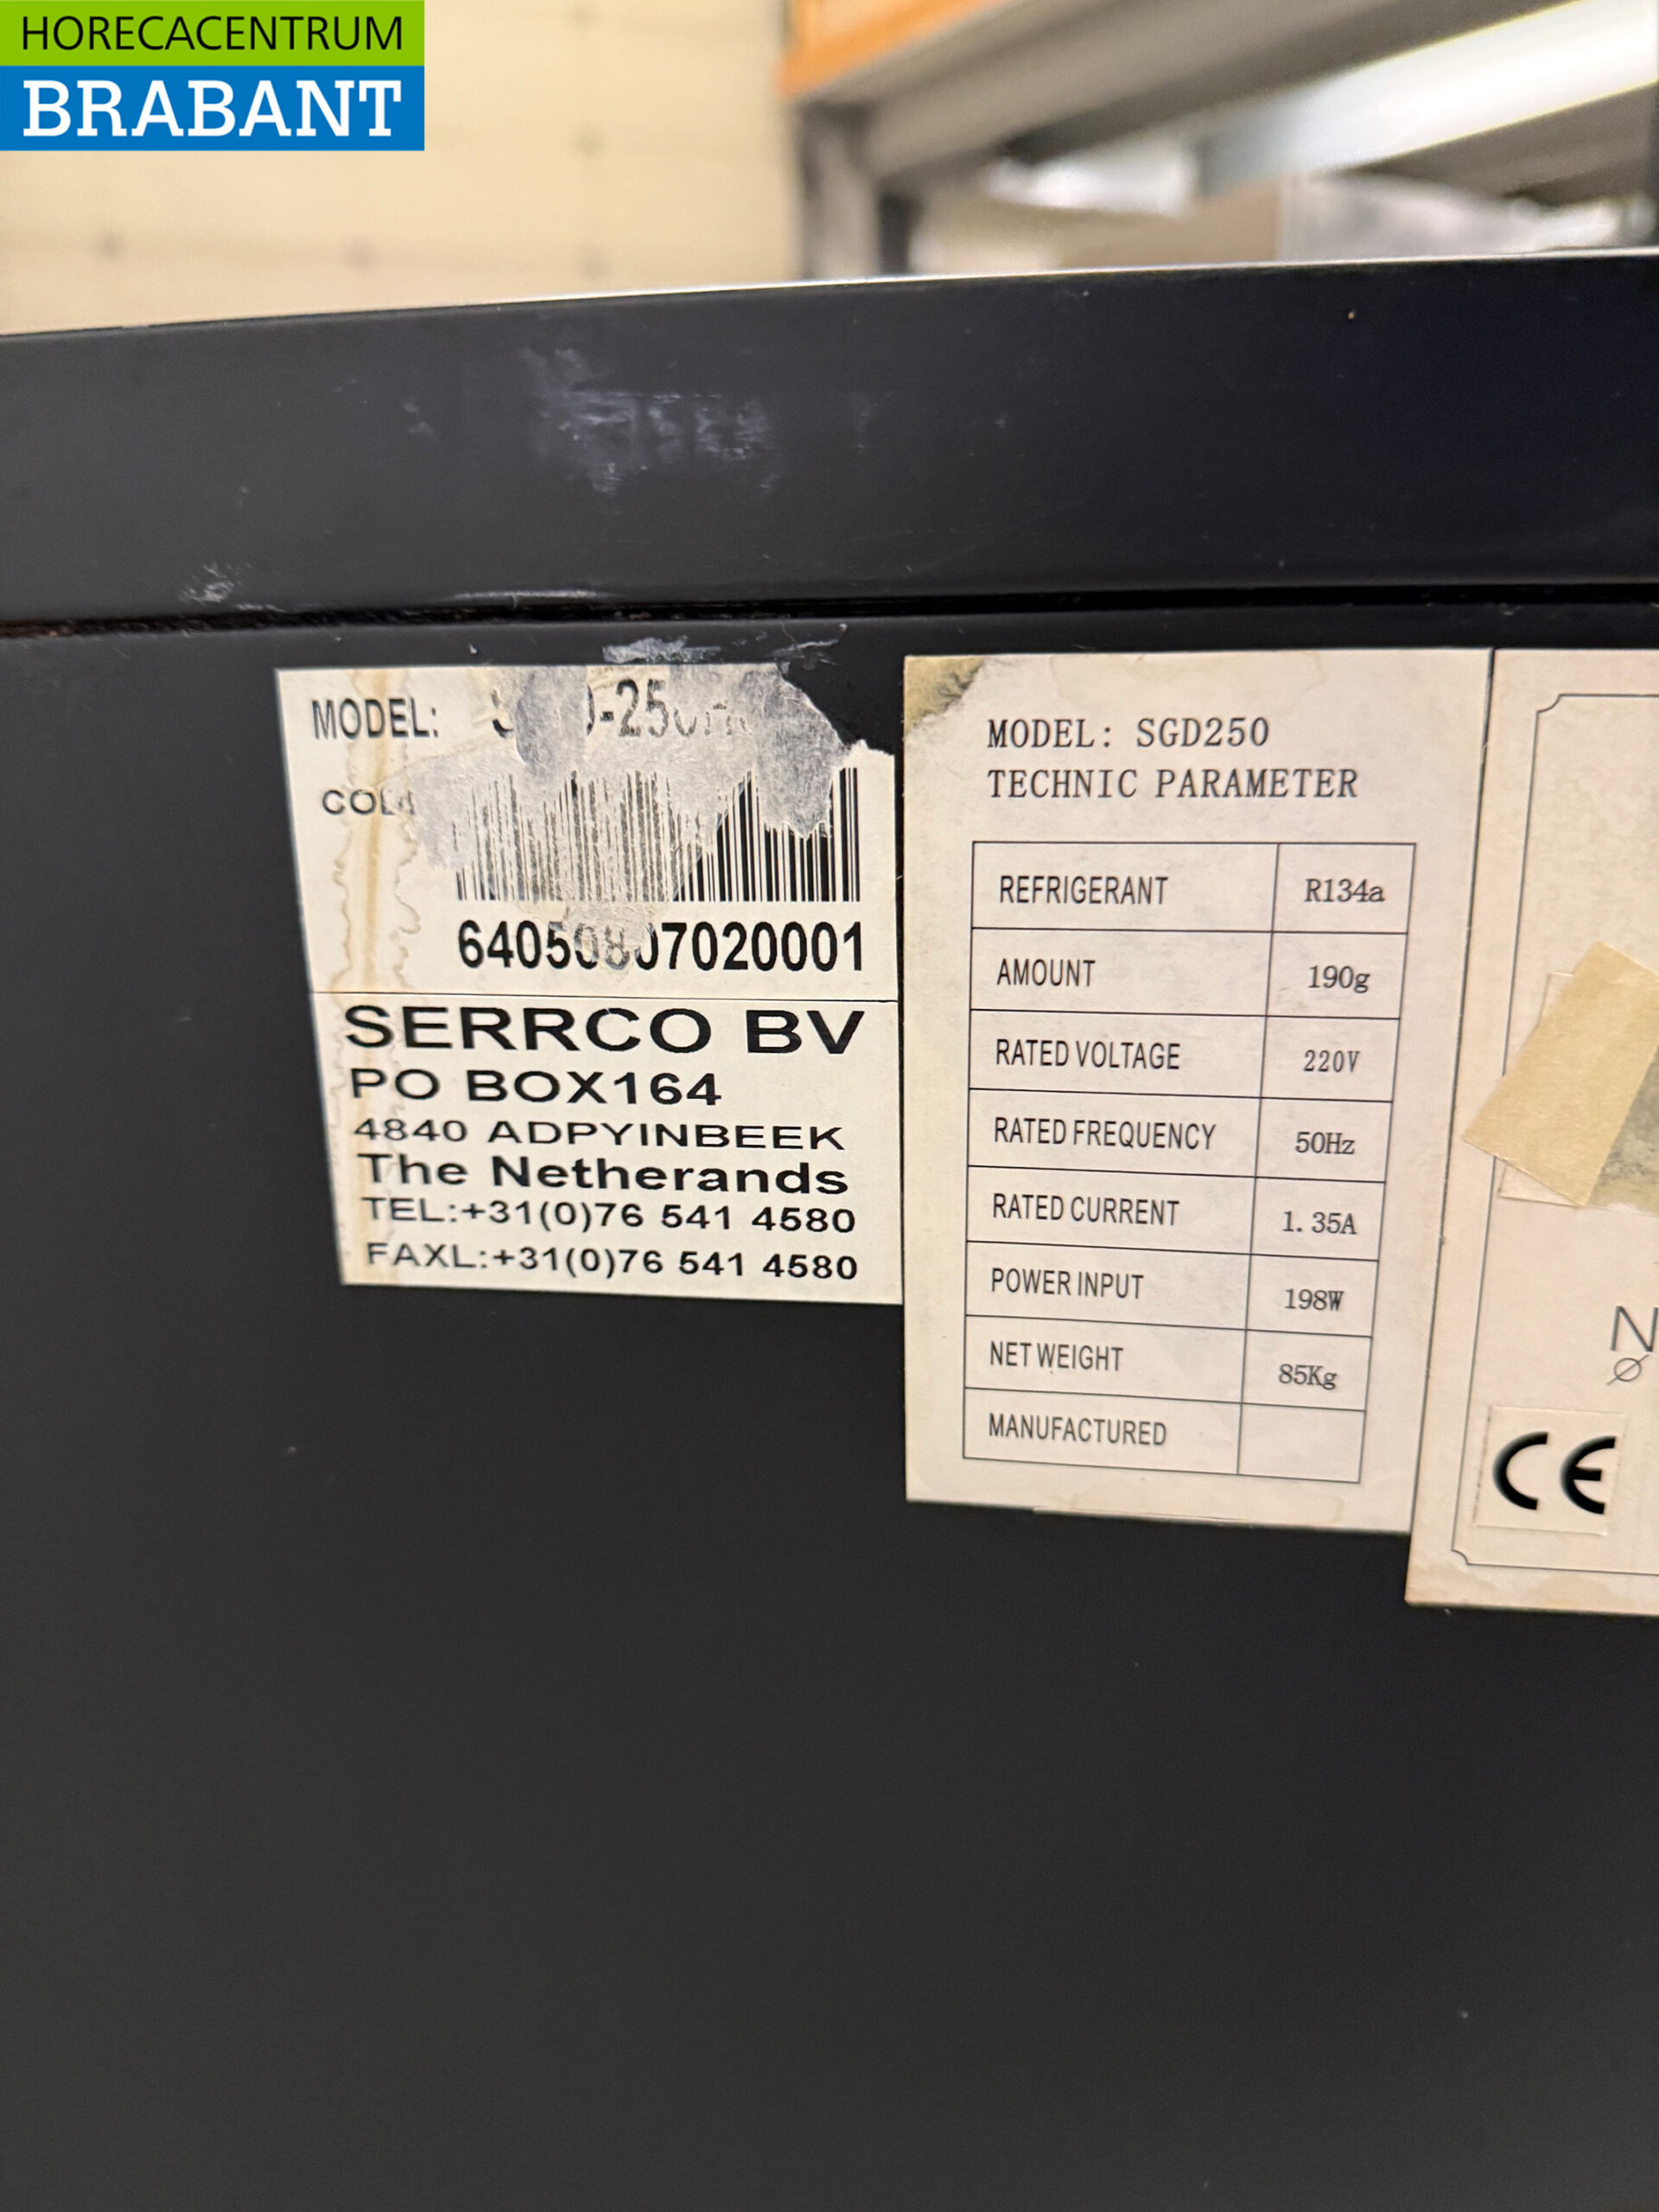 HORECACENTRUM
BRABANT
MODEL:
SERRCO BV
PO BOX164
4840 ADPYINBEEK
The Netherands
TEL:+31(0)76 541 4580
FAXL:+31(0)76 541 4580
MODEL: SGD250
TECHNIC PARAMETER
REFRIGERANT R134a
AMOUNT 190g
RATED VOLTAGE 220V
RATED FREQUENCY 50Hz
RATED CURRENT 1.35A
POWER INPUT 198W
NET WEIGHT 85Kg
MANUFACTURED
CE